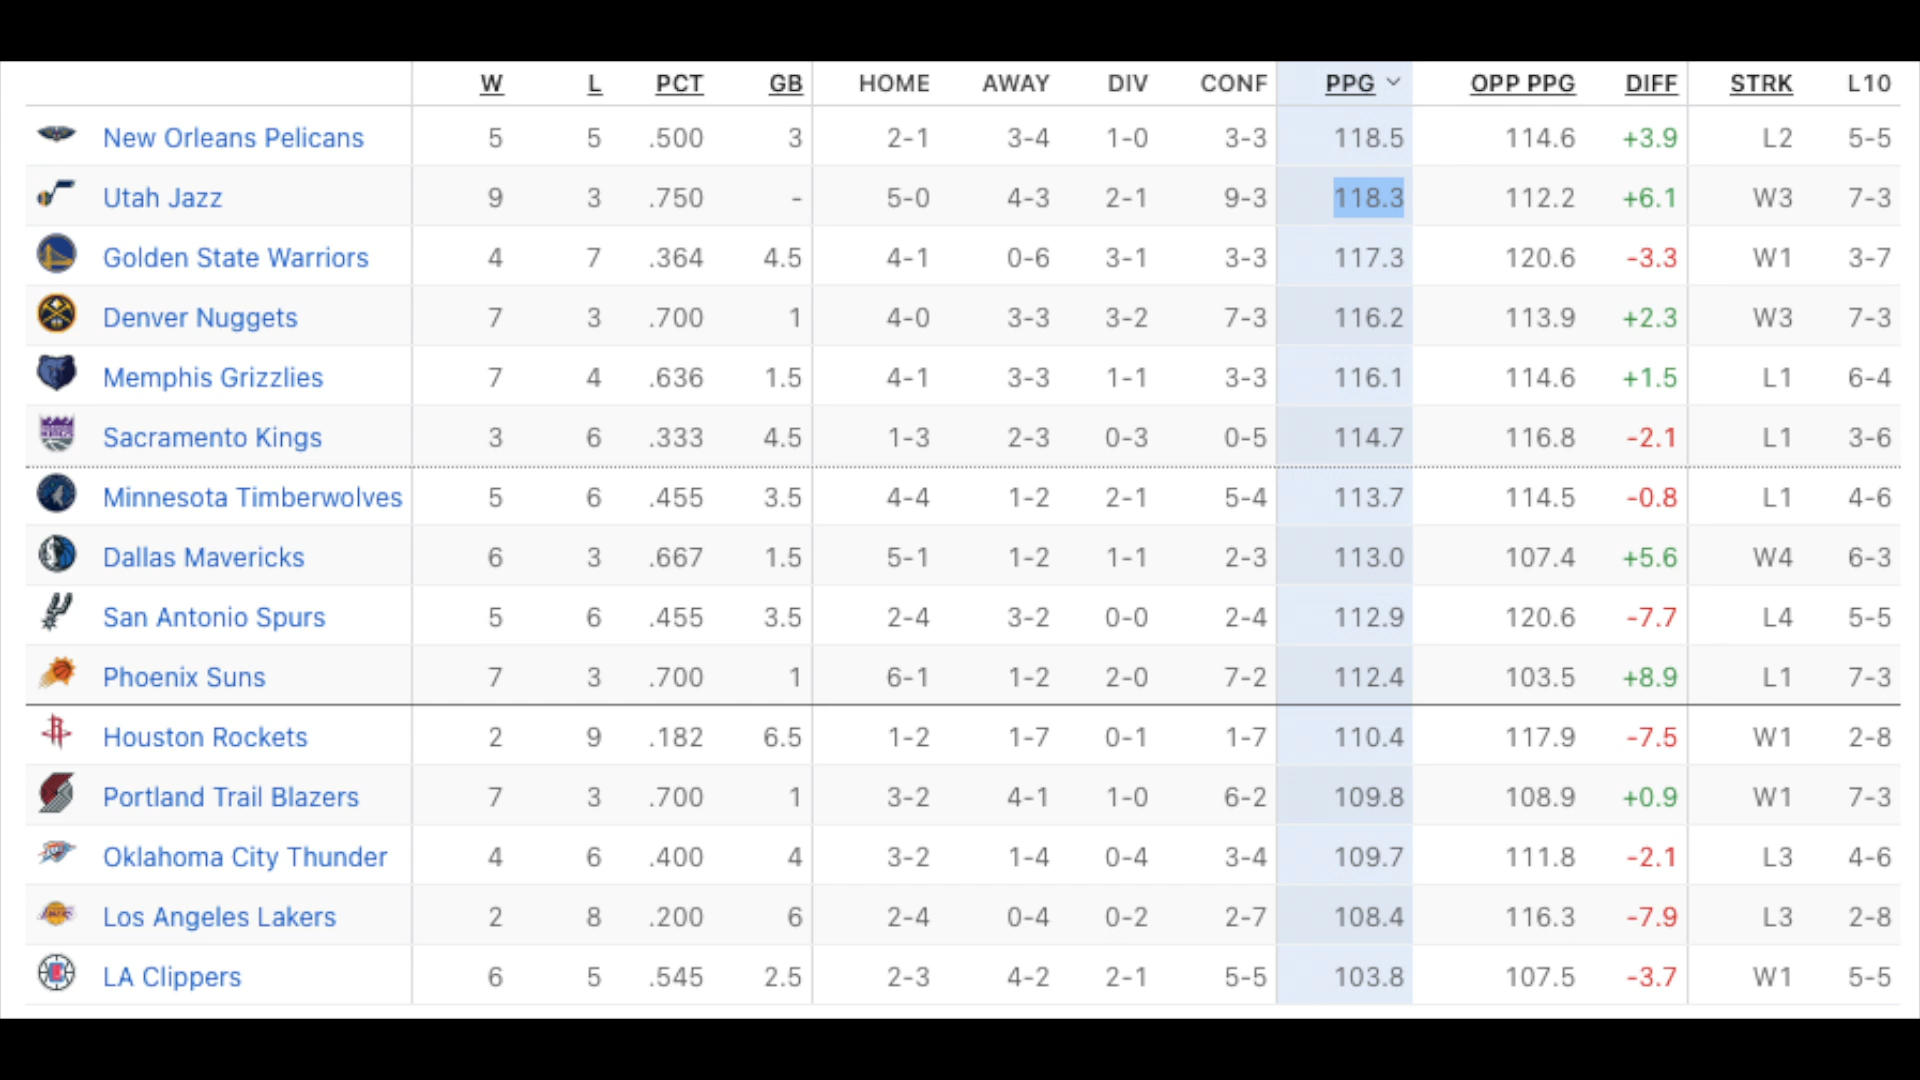 W L PCT GB HOME AWAY DIV CONF PPG OPP PPG DIFF STRK L10
New Orleans Pelicans 5 5 .500 3 2-1 3-4 1-0 3-3 118.5 114.6 +3.9 L2 5-5
Utah Jazz 9 3 .750 - 5-0 4-3 2-1 9-3 118.3 112.2 +6.1 W3 7-3
Golden State Warriors 4 7 .364 4.5 4-1 0-6 3-1 3-3 117.3 120.6 -3.3 W1 3-7
Denver Nuggets 7 3 .700 1 4-0 3-3 3-2 7-3 116.2 113.9 +2.3 W3 7-3
Memphis Grizzlies 7 4 .636 1.5 4-1 3-3 1-1 3-3 116.1 114.6 +1.5 L1 6-4
Sacramento Kings 3 6 .333 4.5 1-3 2-3 0-3 0-5 114.7 116.8 -2.1 L1 3-6
Minnesota Timberwolves 5 6 .455 3.5 4-4 1-2 2-1 5-4 113.7 114.5 -0.8 L1 4-6
Dallas Mavericks 6 3 .667 1.5 5-1 1-2 1-1 2-3 113.0 107.4 +5.6 W4 6-3
San Antonio Spurs 5 6 .455 3.5 2-4 3-2 0-0 2-4 112.9 120.6 -7.7 L4 5-5
Phoenix Suns 7 3 .700 1 6-1 1-2 2-0 7-2 112.4 103.5 +8.9 L1 7-3
Houston Rockets 2 9 .182 6.5 1-2 1-7 0-1 1-7 110.4 117.9 -7.5 W1 2-8
Portland Trail Blazers 7 3 .700 1 3-2 4-1 1-0 6-2 109.8 108.9 +0.9 W1 7-3
Oklahoma City Thunder 4 6 .400 4 3-2 1-4 0-4 3-4 109.7 111.8 -2.1 L3 4-6
Los Angeles Lakers 2 8 .200 6 2-4 0-4 0-2 2-7 108.4 116.3 -7.9 L3 2-8
LA Clippers 6 5 .545 2.5 2-3 4-2 2-1 5-5 103.8 107.5 -3.7 W1 5-5